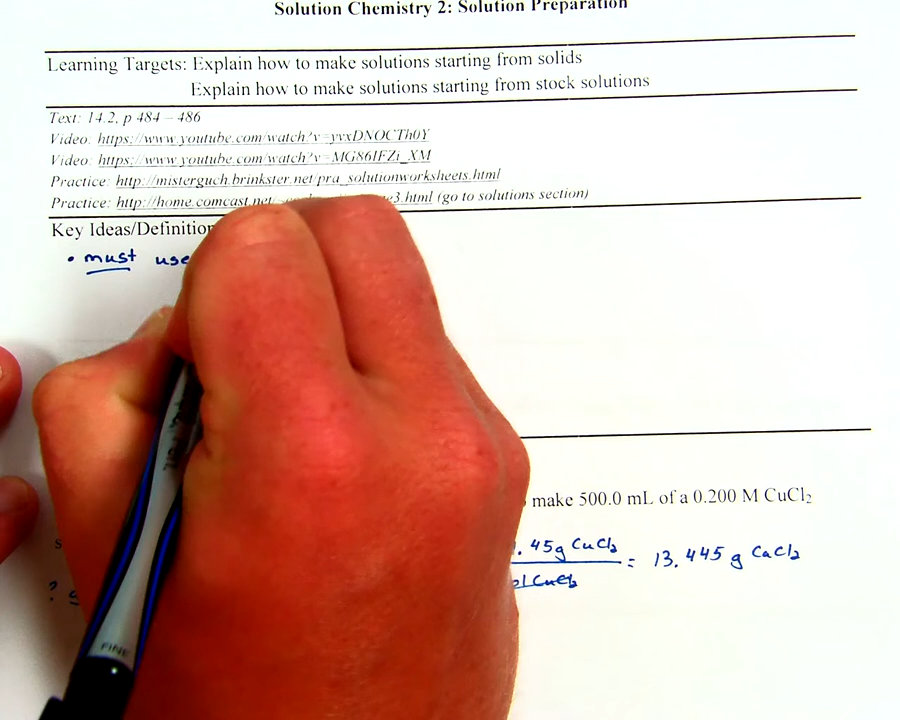 Solution Chemistry 2: Solution Preparation
Learning Targets: Explain how to make solutions starting from solids
Explain how to make solutions starting from stock solutions
Text: 14.2, p 484 – 486
Video: https://www.youtube.com/watch?v=yvxDNOCTh0Y
Video: https://www.youtube.com/watch?v=MG86IFZi_XM
Practice: http://misterguch.brinkster.net/pra_solutionworksheets.html
Practice: http://home.comcast.net/ 3.html (go to solutions section)
Key Ideas/Definition
• must use
make 500.0 mL of a 0.200 M CuCl₂
. 45g CuCl₂ = 13.445 g CaCl₂
ol CuCl₂
?
FINE